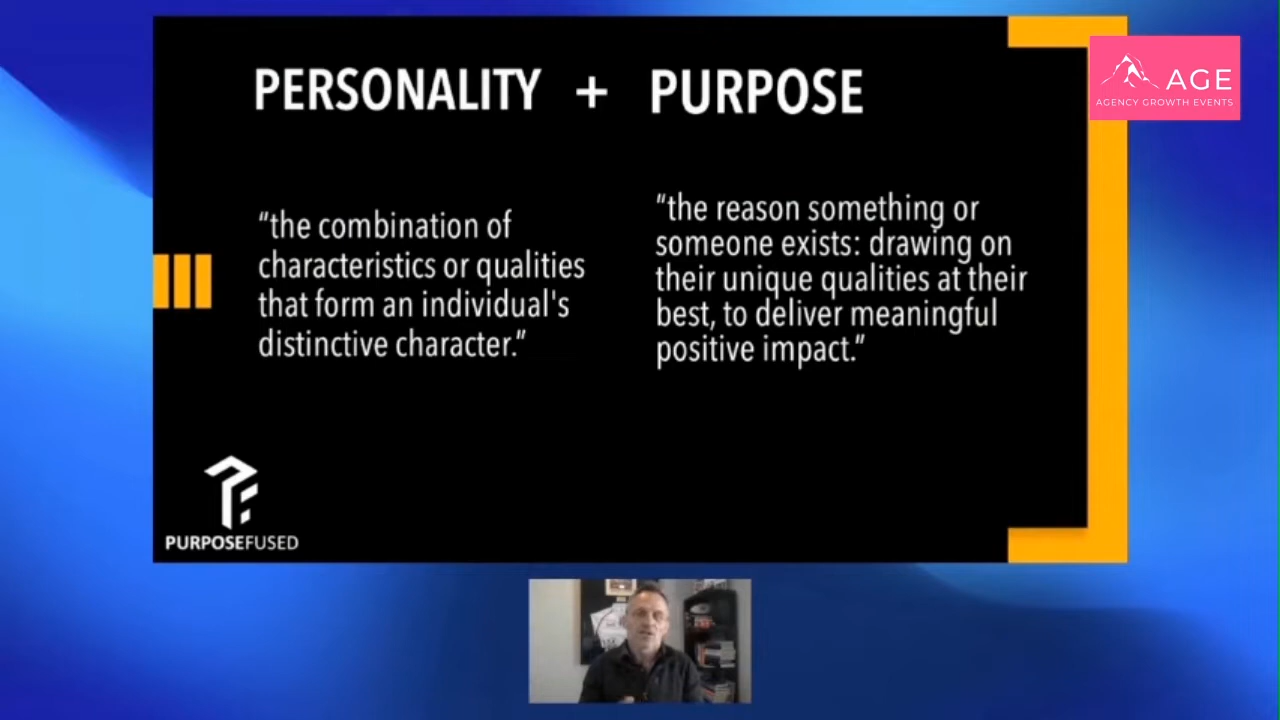 PERSONALITY + PURPOSE
“the combination of
characteristics or qualities
that form an individual's
distinctive character.”
“the reason something or
someone exists: drawing on
their unique qualities at their
best, to deliver meaningful
positive impact.”
PURPOSEFUSED
AGE
AGENCY GROWTH EVENTS